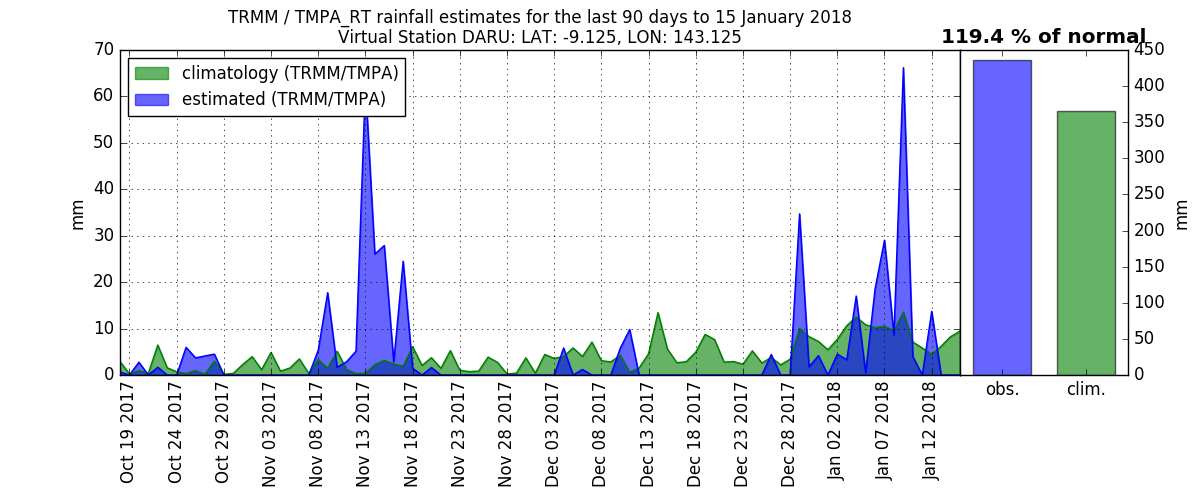 TRMM / TMPA_RT rainfall estimates for the last 90 days to 15 January 2018
Virtual Station DARU: LAT: -9.125, LON: 143.125
119.4 % of normal
climatology (TRMM/TMPA)
estimated (TRMM/TMPA)
70
60
50
40
30
20
10
0
mm
Oct 19 2017
Oct 24 2017
Oct 29 2017
Nov 03 2017
Nov 08 2017
Nov 13 2017
Nov 18 2017
Nov 23 2017
Nov 28 2017
Dec 03 2017
Dec 08 2017
Dec 13 2017
Dec 18 2017
Dec 23 2017
Dec 28 2017
Jan 02 2018
Jan 07 2018
Jan 12 2018
obs.
clim.
450
400
350
300
250
200
150
100
50
0
mm